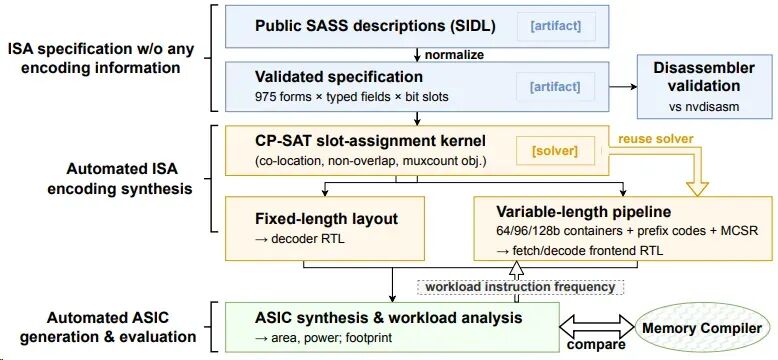 ISA specification w/o any
encoding information
Public SASS descriptions (SIDL)
[artifact]
normalize
Validated specification
975 forms × typed fields × bit slots
[artifact]
Disassembler
validation
vs nvdisasm
Automated ISA
encoding synthesis
CP-SAT slot-assignment kernel
(co-location, non-overlap, muxcount obj.)
[solver]
reuse solver
Fixed-length layout
→ decoder RTL
Variable-length pipeline
64/96/128b containers + prefix codes + MCSR
→ fetch/decode frontend RTL
workload instruction frequency
Automated ASIC
generation & evaluation
ASIC synthesis & workload analysis
→ area, power; footprint
compare
Memory Compiler